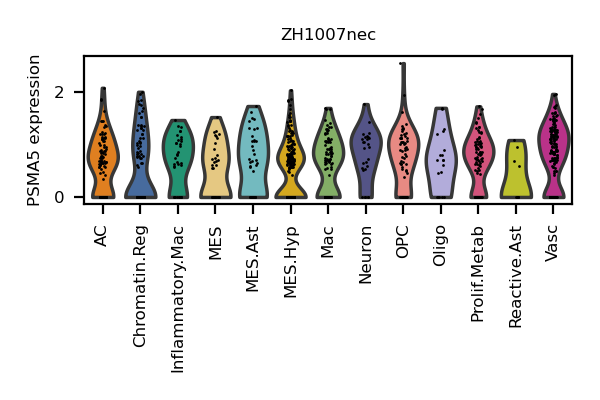 ZH1007nec
PSMA5 expression
2
0
AC
Chromatin.Reg
Inflammatory.Mac
MES
MES.Ast
MES.Hyp
Mac
Neuron
OPC
Oligo
Prolif.Metab
Reactive.Ast
Vasc